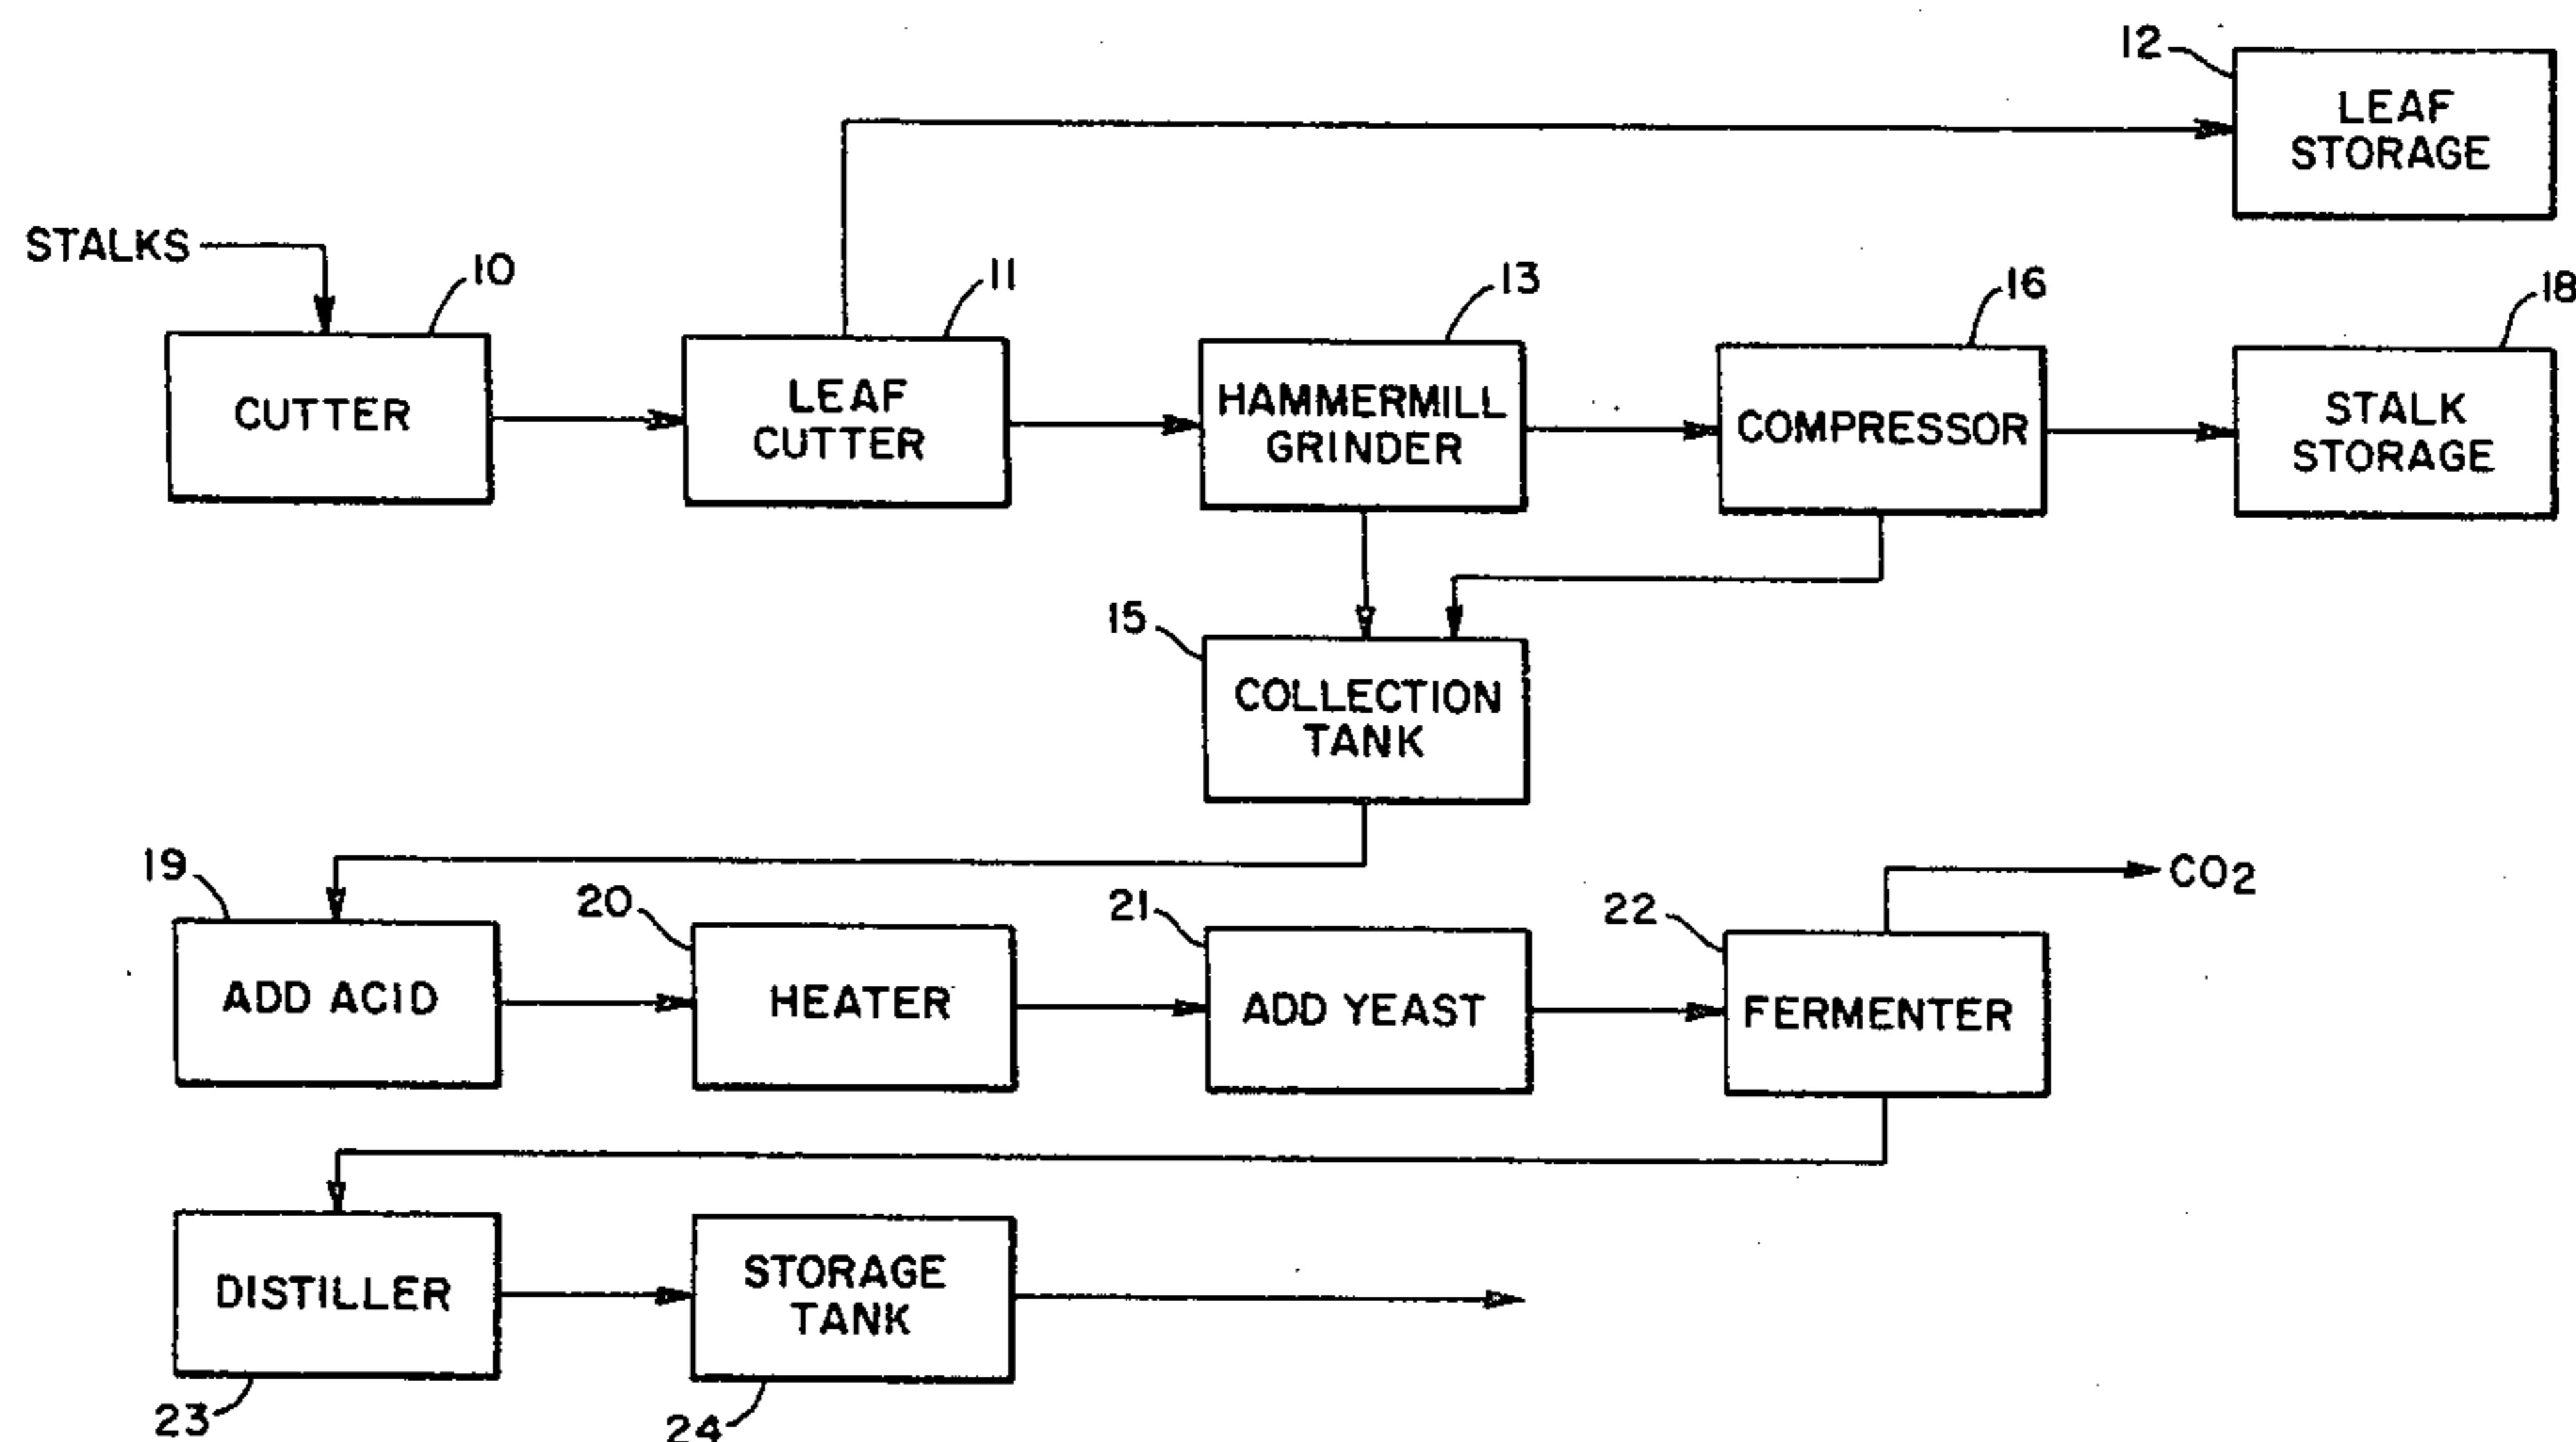 12
LEAF
STORAGE
STALKS
10
11
13
16
18
CUTTER
LEAF
CUTTER
HAMMERMILL
GRINDER
COMPRESSOR
STALK
STORAGE
15
COLLECTION
TANK
19
20
21
22
CO2
ADD ACID
HEATER
ADD YEAST
FERMENTER
DISTILLER
STORAGE
TANK
23
24